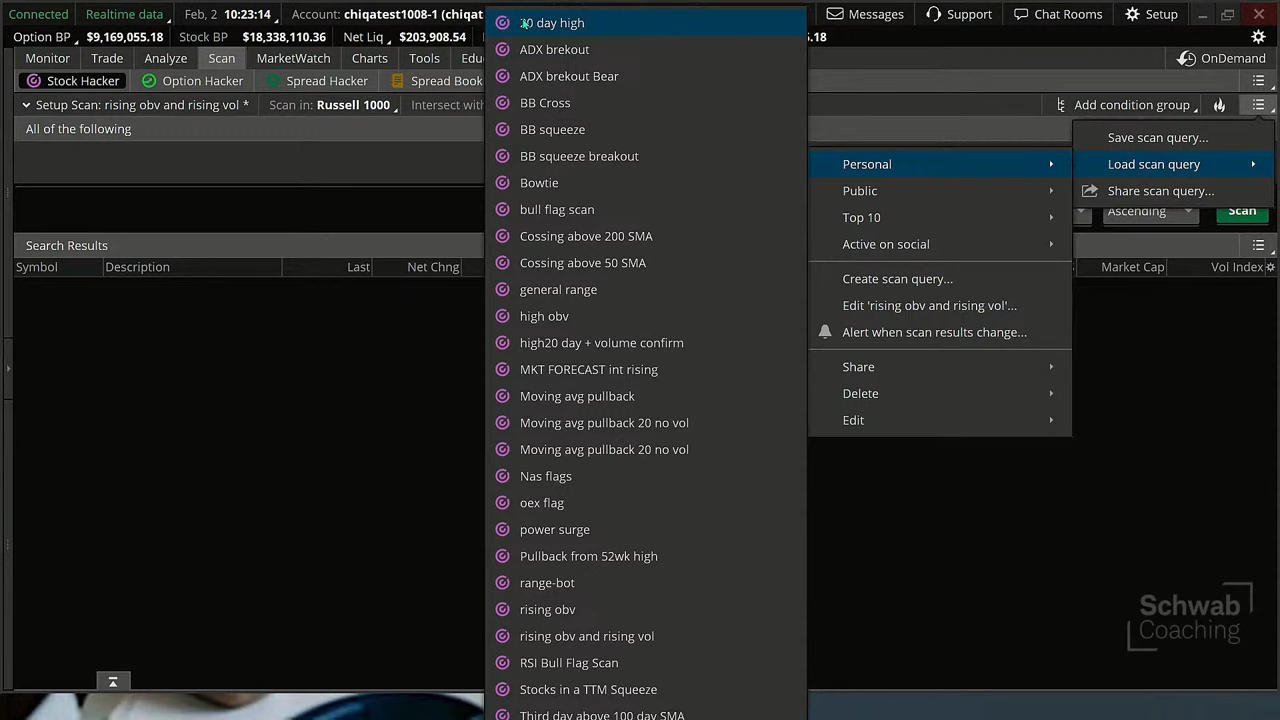 Connected Realtime data Feb, 2 10:23:14 Account: chiqatest1008-1 (chiqat Messages Support Chat Rooms Setup
Option BP $9,169,055.18 Stock BP $18,338,110.36 Net Liq $203,908.54
Monitor Trade Analyze Scan MarketWatch Charts Tools Edu OnDemand
Stock Hacker Option Hacker Spread Hacker Spread Book
Setup Scan: rising obv and rising vol * Scan in: Russell 1000 Intersect with Add condition group
All of the following
Save scan query...
Load scan query
Share scan query...
Ascending Scan
Search Results
Symbol Description Last Net Chng Market Cap Vol Index
Personal
Public
Top 10
Active on social
Create scan query...
Edit 'rising obv and rising vol'...
Alert when scan results change...
Share
Delete
Edit
day high
ADX brekout
ADX brekout Bear
BB Cross
BB squeeze
BB squeeze breakout
Bowtie
bull flag scan
Cossing above 200 SMA
Cossing above 50 SMA
general range
high obv
high20 day + volume confirm
MKT FORECAST int rising
Moving avg pullback
Moving avg pullback 20 no vol
Moving avg pullback 20 no vol
Nas flags
oex flag
power surge
Pullback from 52wk high
range-bot
rising obv
rising obv and rising vol
RSI Bull Flag Scan
Stocks in a TTM Squeeze
Third day above 100 day SMA
Schwab
Coaching